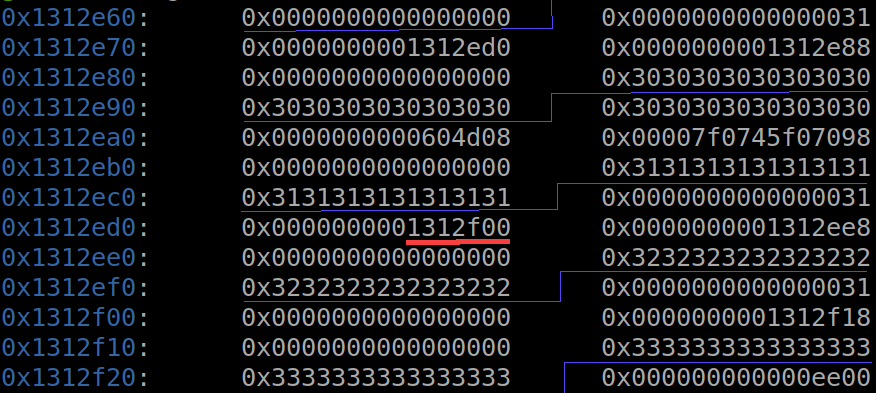 0x1312e60: 0x0000000000000000 0x0000000000000031
0x1312e70: 0x0000000001312ed0 0x0000000001312e88
0x1312e80: 0x0000000000000000 0x3030303030303030
0x1312e90: 0x3030303030303030 0x3030303030303030
0x1312ea0: 0x0000000000604d08 0x00007f0745f07098
0x1312eb0: 0x0000000000000000 0x3131313131313131
0x1312ec0: 0x3131313131313131 0x0000000000000031
0x1312ed0: 0x0000000001312f00 0x0000000001312ee8
0x1312ee0: 0x0000000000000000 0x3232323232323232
0x1312ef0: 0x3232323232323232 0x0000000000000031
0x1312f00: 0x0000000000000000 0x0000000001312f18
0x1312f10: 0x0000000000000000 0x3333333333333333
0x1312f20: 0x3333333333333333 0x000000000000ee00